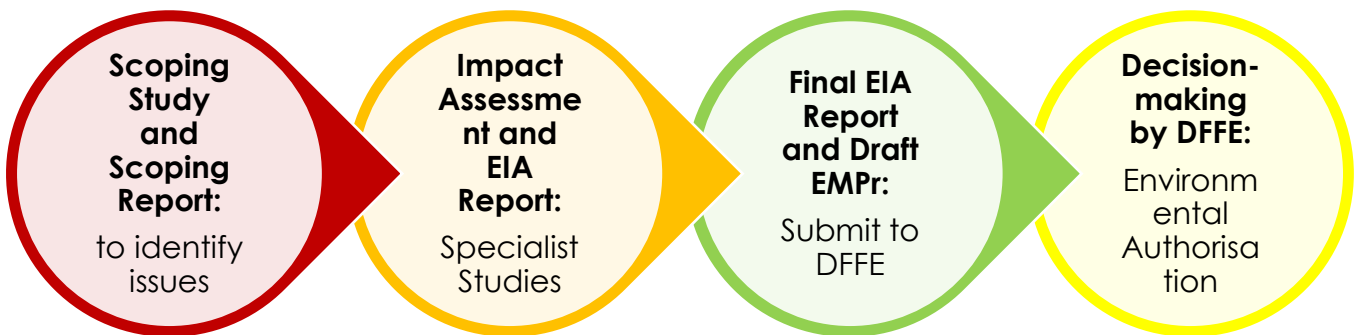 Scoping
Study
and
Scoping
Report:
to identify
issues
Impact
Assessme
nt and
EIA
Report:
Specialist
Studies
Final EIA
Report
and Draft
EMPr:
Submit to
DFFE
Decision-
making
by DFFE:
Environm
ental
Authorisa
tion